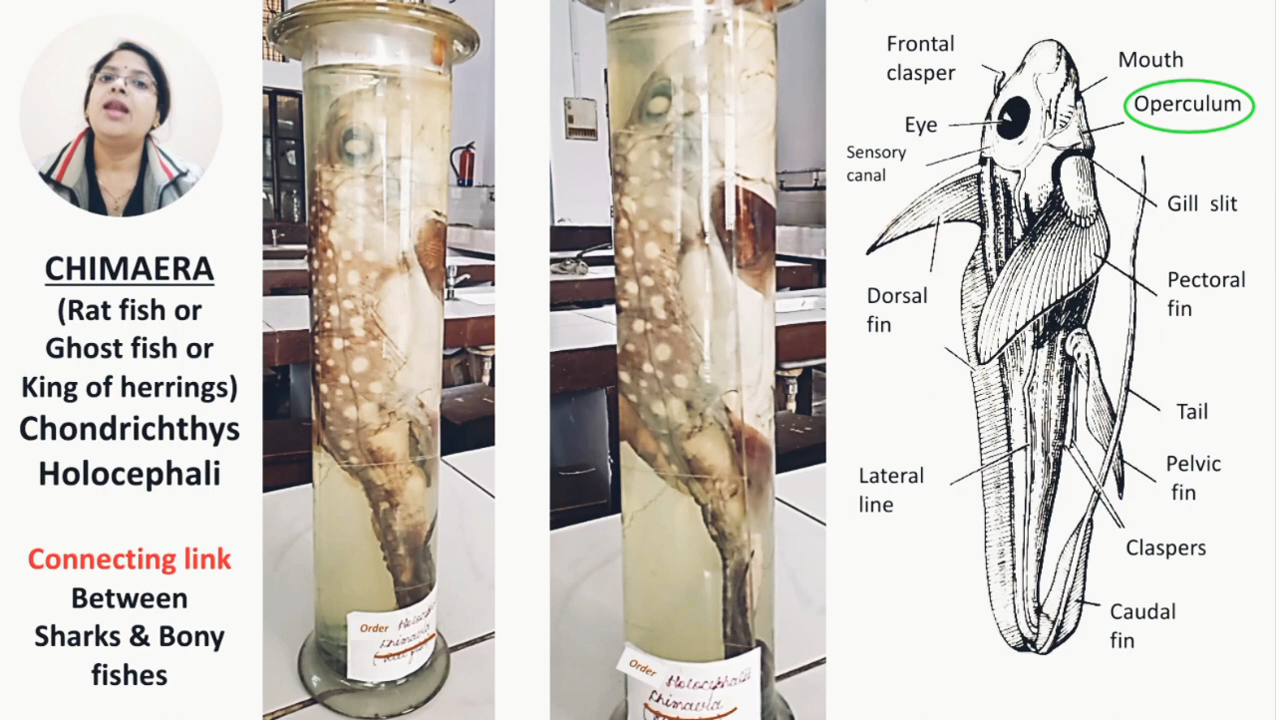 CHIMAERA
(Rat fish or
Ghost fish or
King of herrings)
Chondrichthys
Holocephali
Connecting link
Between
Sharks & Bony
fishes
Order
Order Holocephali
Chimaera
Frontal
clasper
Eye
Sensory
canal
Dorsal
fin
Lateral
line
Mouth
Operculum
Gill slit
Pectoral
fin
Tail
Pelvic
fin
Claspers
Caudal
fin